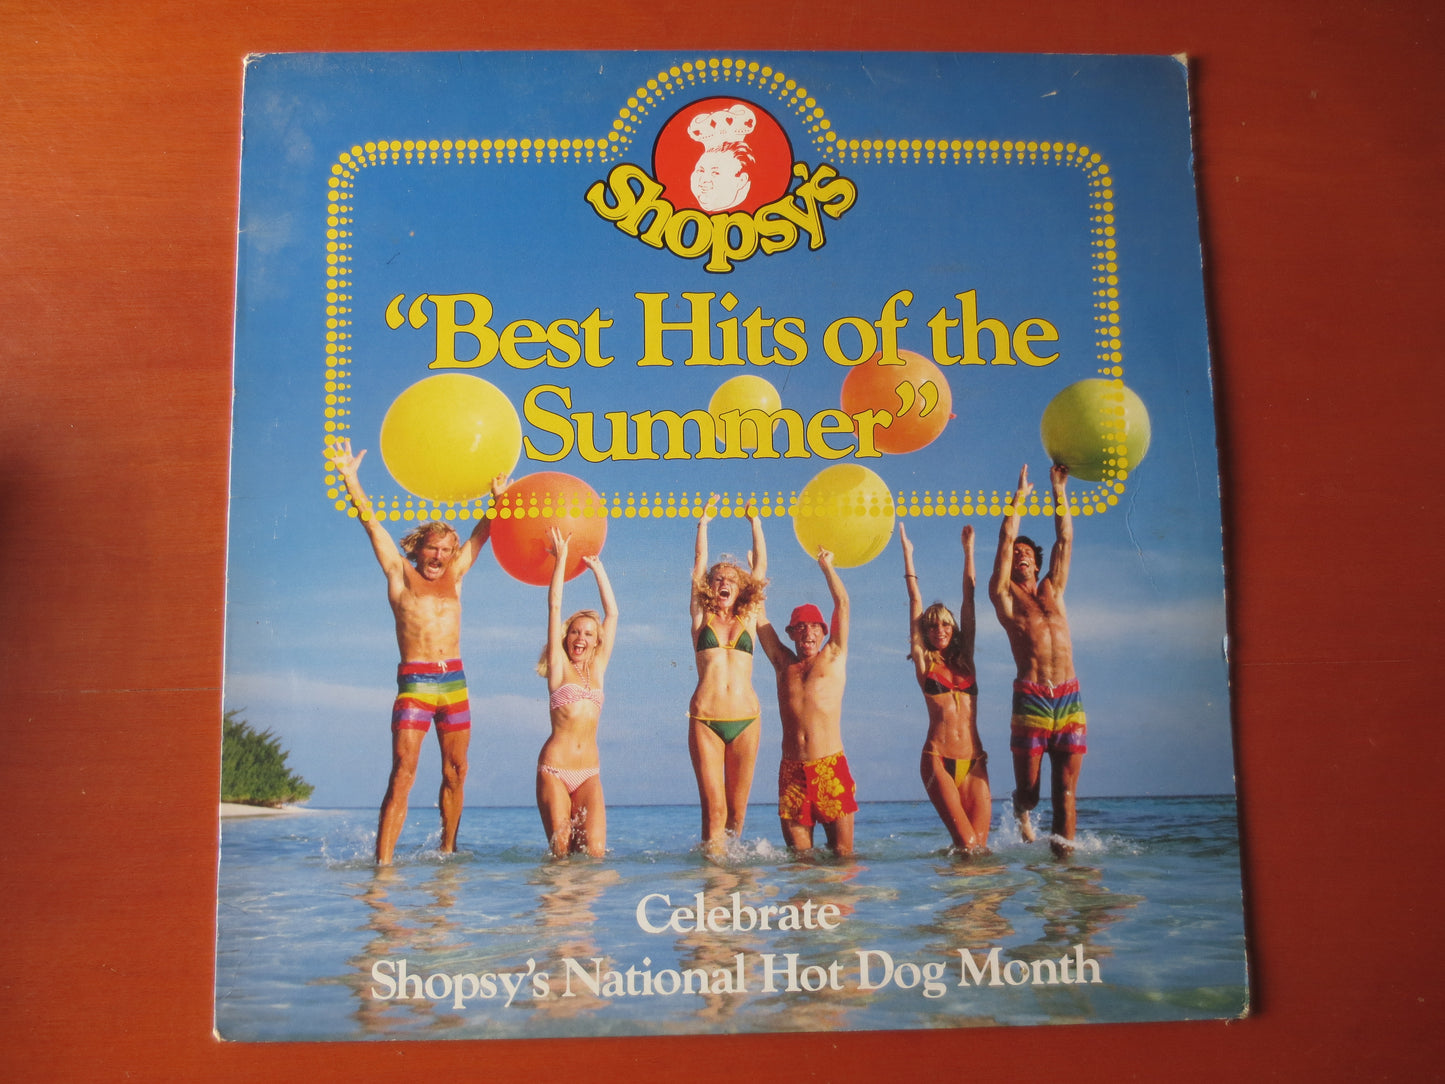 Shopsy's
“Best Hits of the
Summer”
Celebrate
Shopsy's National Hot Dog Month